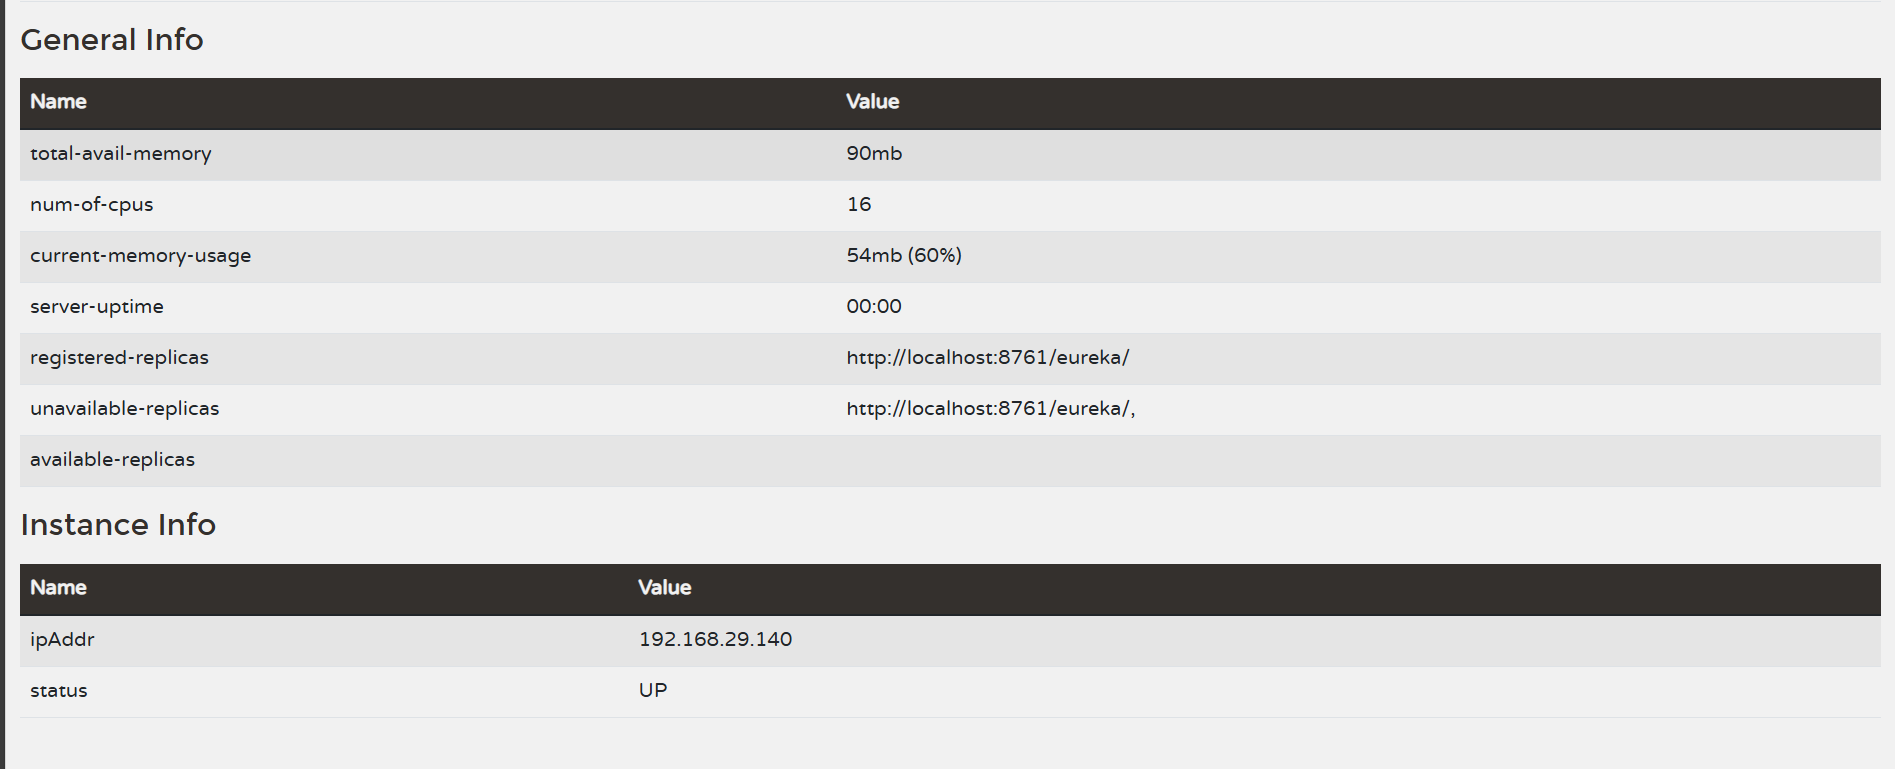 General Info
Name Value
total-avail-memory 90mb
num-of-cpus 16
current-memory-usage 54mb (60%)
server-uptime 00:00
registered-replicas http://localhost:8761/eureka/
unavailable-replicas http://localhost:8761/eureka/,
available-replicas
Instance Info
Name Value
ipAddr 192.168.29.140
status UP